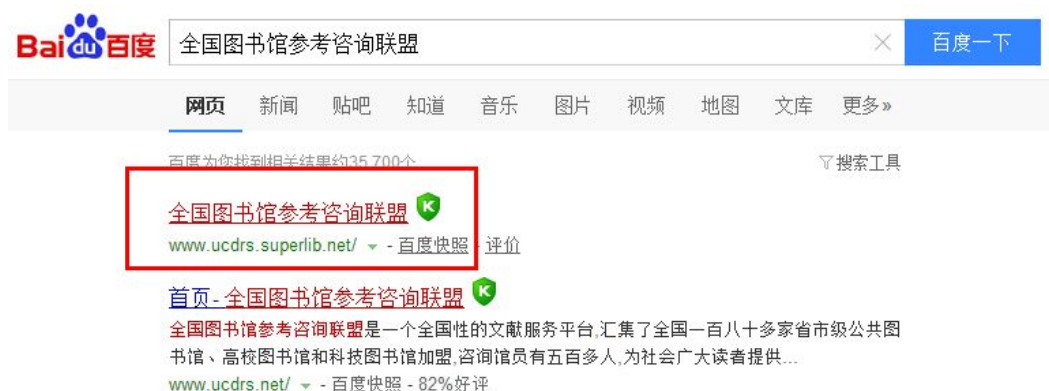 Bai du 百度 全国图书馆参考咨询联盟 百度一下
网页 新闻 贴吧 知道 音乐 图片 视频 地图 文库 更多»
百度为您找到相关结果约35,700个 搜索工具
全国图书馆参考咨询联盟 K
www.ucdrs.superlib.net/ - 百度快照 - 评价
首页-全国图书馆参考咨询联盟 K
全国图书馆参考咨询联盟是一个全国性的文献服务平台,汇集了全国一百八十多家省市级公共图
书馆、高校图书馆和科技图书馆加盟,咨询馆员有五百多人,为社会广大读者提供...
www.ucdrs.net/ - 百度快照 - 82%好评